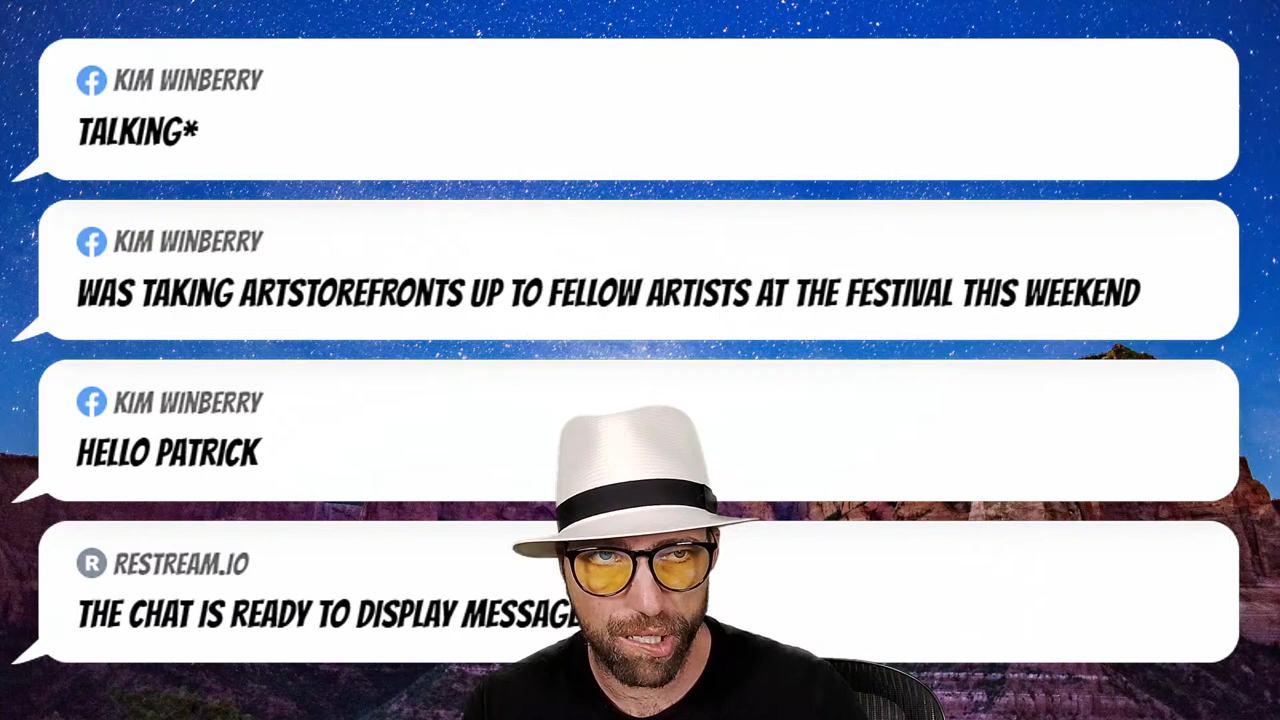 KIM WINBERRY
TALKING*
KIM WINBERRY
WAS TAKING ARTSTOREFRONTS UP TO FELLOW ARTISTS AT THE FESTIVAL THIS WEEKEND
KIM WINBERRY
HELLO PATRICK
R RESTREAM.IO
THE CHAT IS READY TO DISPLAY